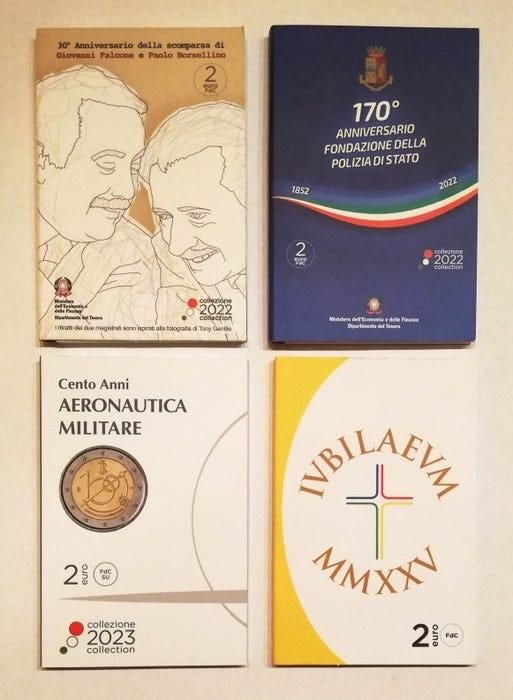 30° Anniversario della scomparsa di
Giovanni Falcone e Paolo Borsellino
2
euro
FdC
Ministero
dell'Economia e
delle Finanze
Dipartimento del Tesoro
collezione
2022
collection
I ritratti dei due magistrati sono ispirati alla fotografia di Tony Gentile
170°
ANNIVERSARIO
FONDAZIONE DELLA
POLIZIA DI STATO
1852
2022
2
euro
FdC
collezione
2022
collection
Ministero dell'Economia e delle Finanze
Dipartimento del Tesoro
Cento Anni
AERONAUTICA
MILITARE
2
euro
FdC
SU
collezione
2023
collection
IVBILAEVM
MMXXV
2
euro
FdC